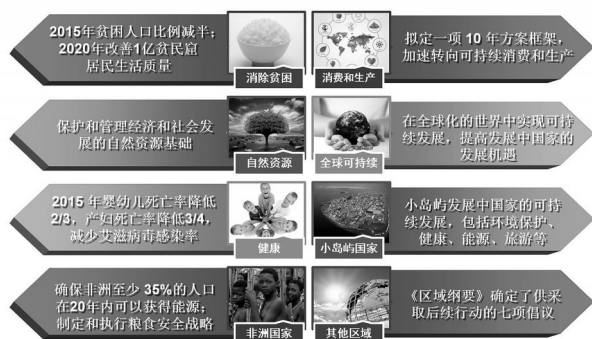 2015年贫困人口比例减半；
2020年改善1亿贫民窟
居民生活质量
消除贫困
消费和生产
拟定一项 10 年方案框架，
加速转向可持续消费和生产
保护和管理经济和社会发
展的自然资源基础
自然资源
全球可持续
在全球化的世界中实现可持
续发展，提高发展中国家的
发展机遇
2015 年婴幼儿死亡率降低
2/3，产妇死亡率降低3/4，
减少艾滋病毒感染率
健康
小岛屿国家
小岛屿发展中国家的可持
续发展，包括环境保护、
健康、能源、旅游等
确保非洲至少 35%的人口
在20年内可以获得能源；
制定和执行粮食安全战略
非洲国家
其他区域
《区域纲要》确定了供采
取后续行动的七项倡议